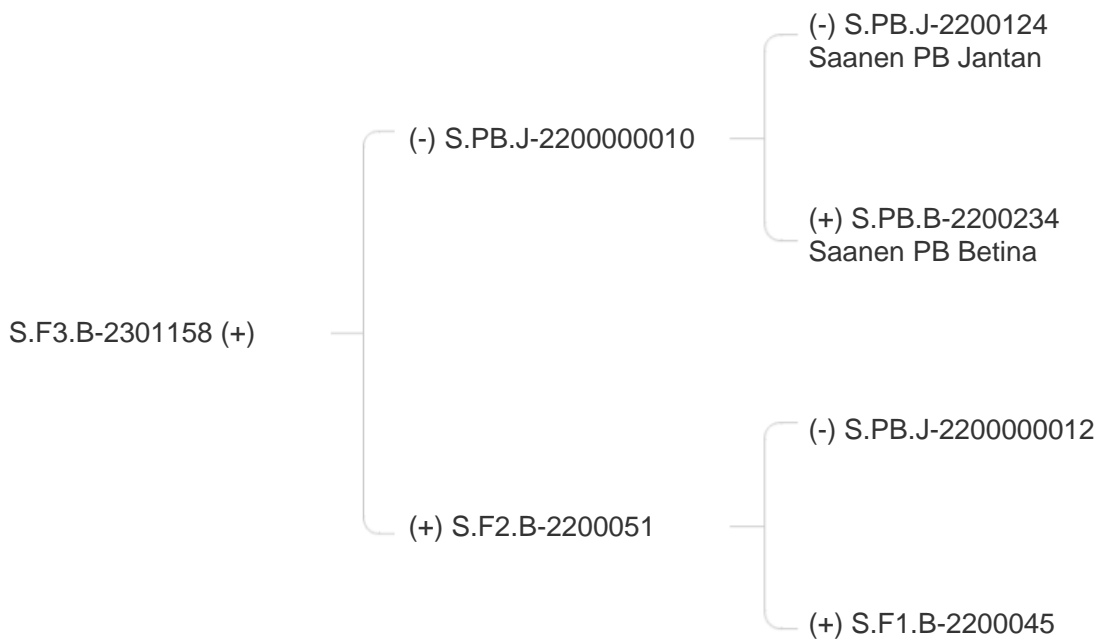 (-) S.PB.J-2200124
Saanen PB Jantan
(-) S.PB.J-2200000010
(+) S.PB.B-2200234
Saanen PB Betina
S.F3.B-2301158 (+)
(-) S.PB.J-2200000012
(+) S.F2.B-2200051
(+) S.F1.B-2200045